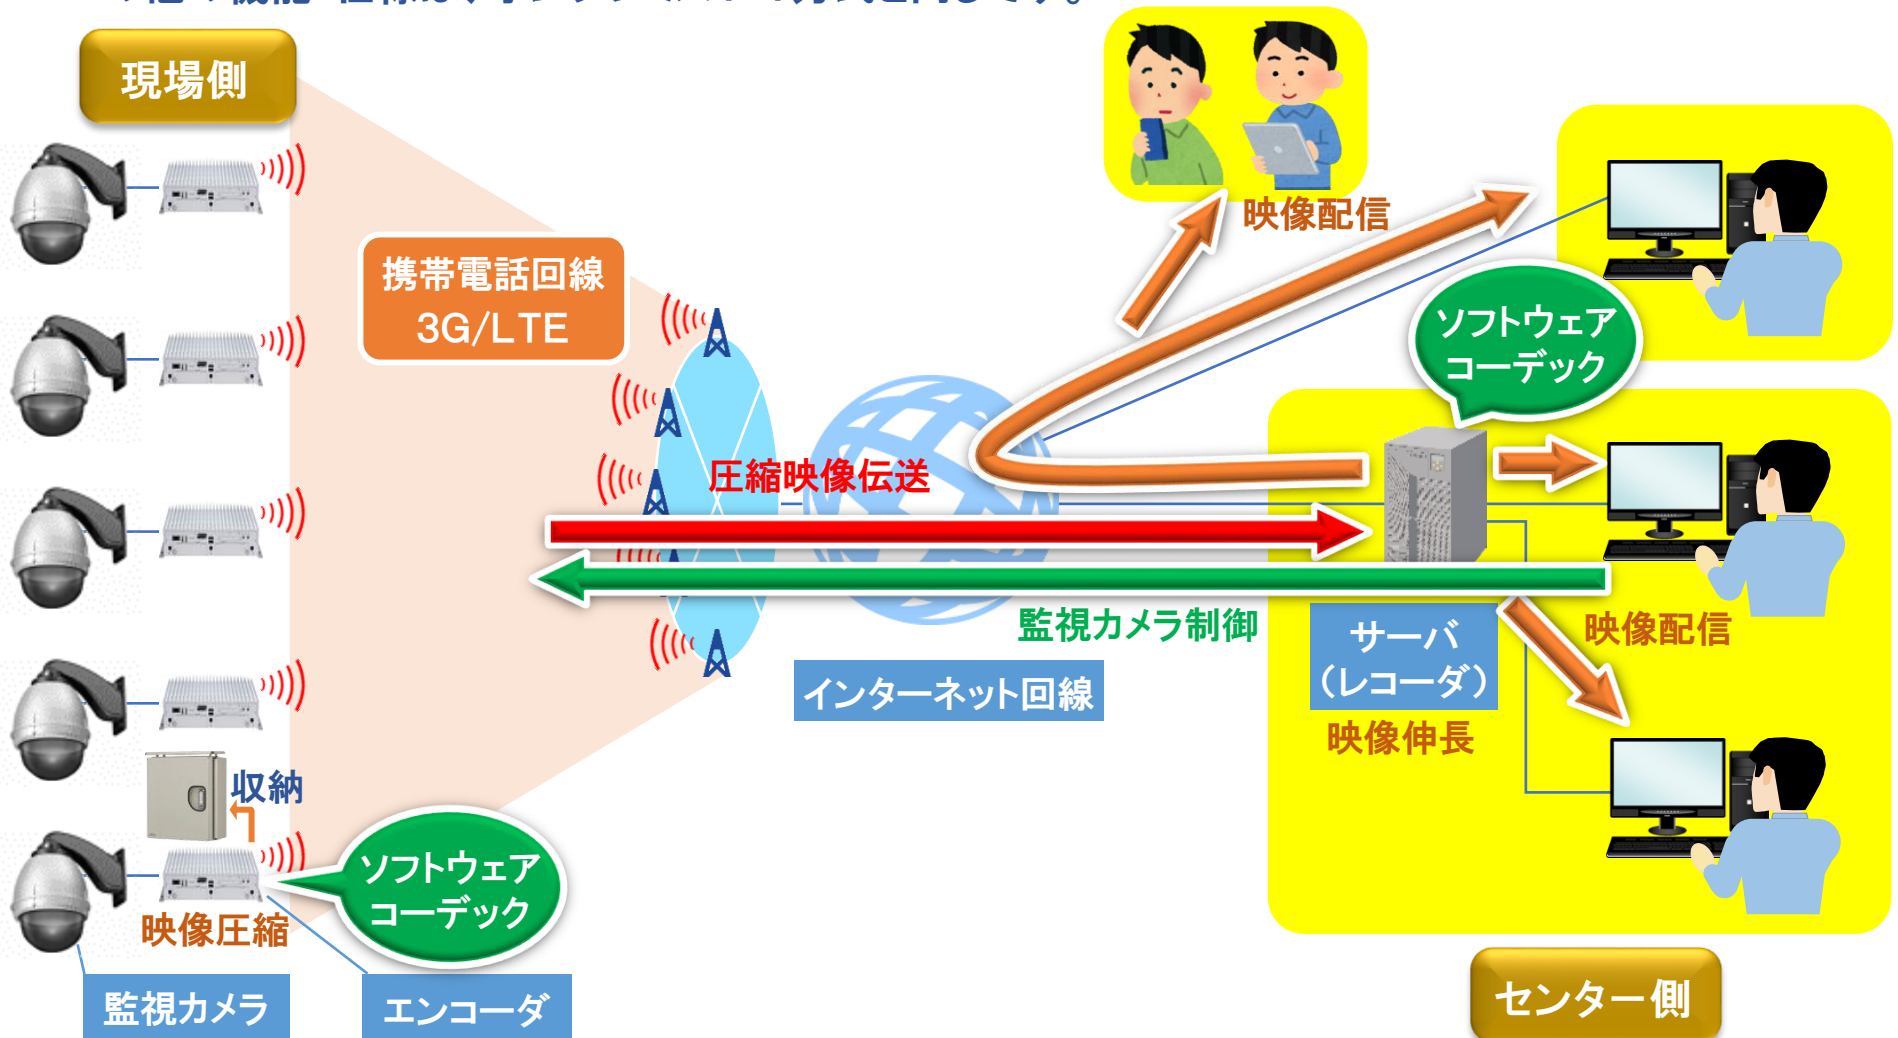 現場側
携帯電話回線
3G/LTE
映像配信
ソフトウェア
コーデック
圧縮映像伝送
監視カメラ制御
サーバ
（レコーダ）
映像配信
インターネット回線
映像伸長
収納
ソフトウェア
コーデック
映像圧縮
監視カメラ
エンコーダ
センター側